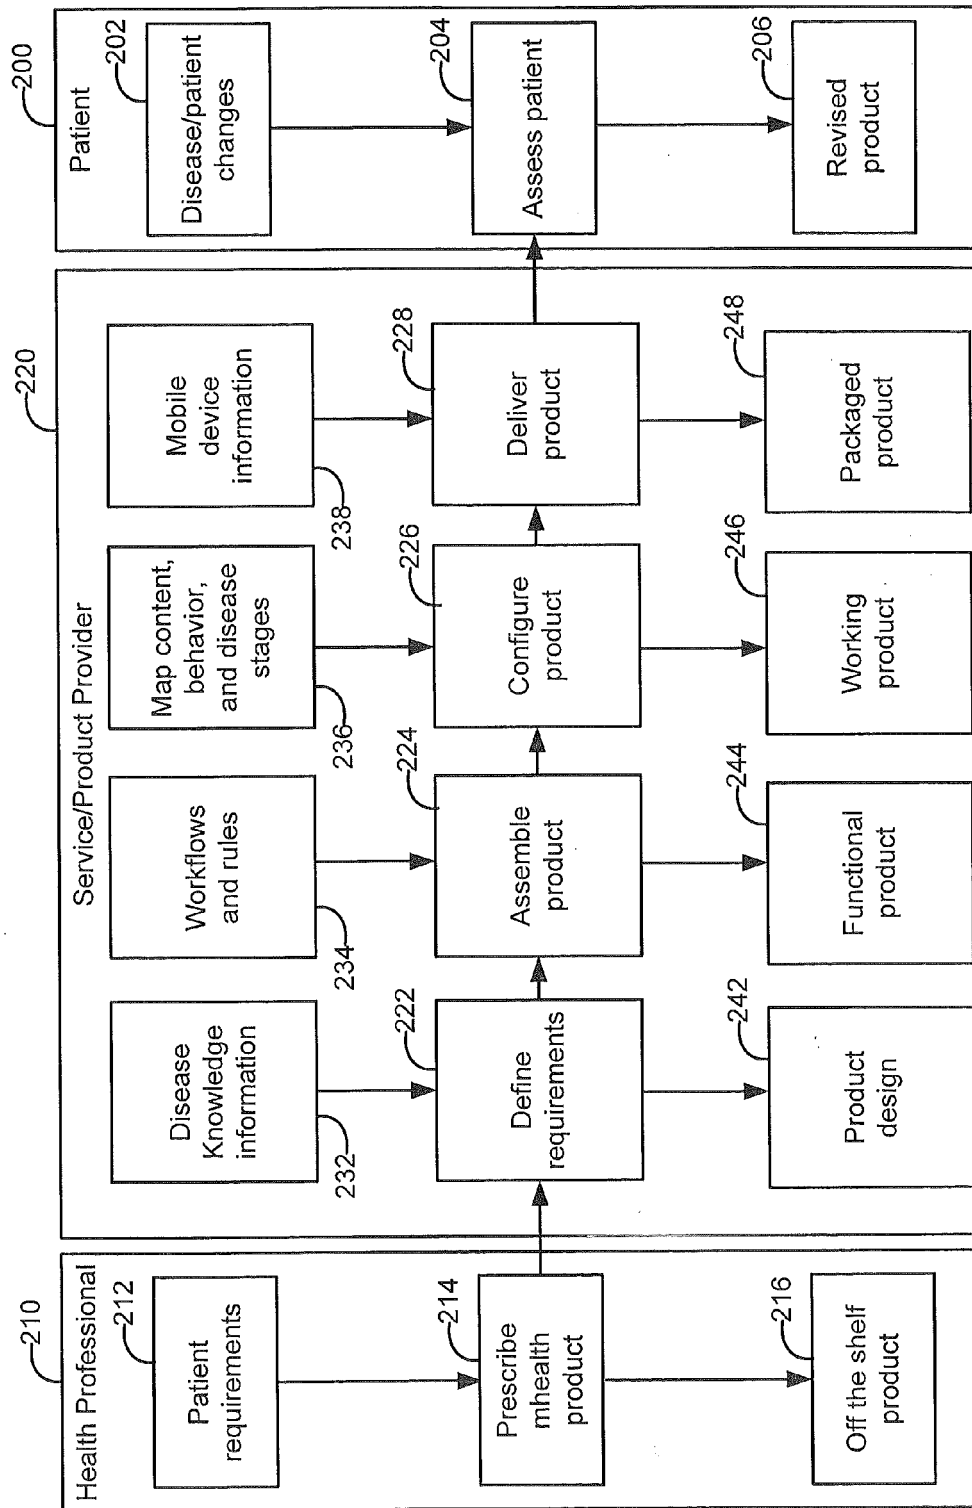 210
Health Professional
212
Patient
requirements
214
Prescribe
mhealth
product
216
Off the shelf
product
220
Service/Product Provider
Disease
Knowledge
information
232
Workflows
and rules
234
Map content,
behavior,
and disease
stages
236
Mobile
device
information
238
222
Define
requirements
224
Assemble
product
226
Configure
product
228
Deliver
product
242
Product
design
244
Functional
product
246
Working
product
248
Packaged
product
200
Patient
202
Disease/patient
changes
204
Assess patient
206
Revised
product